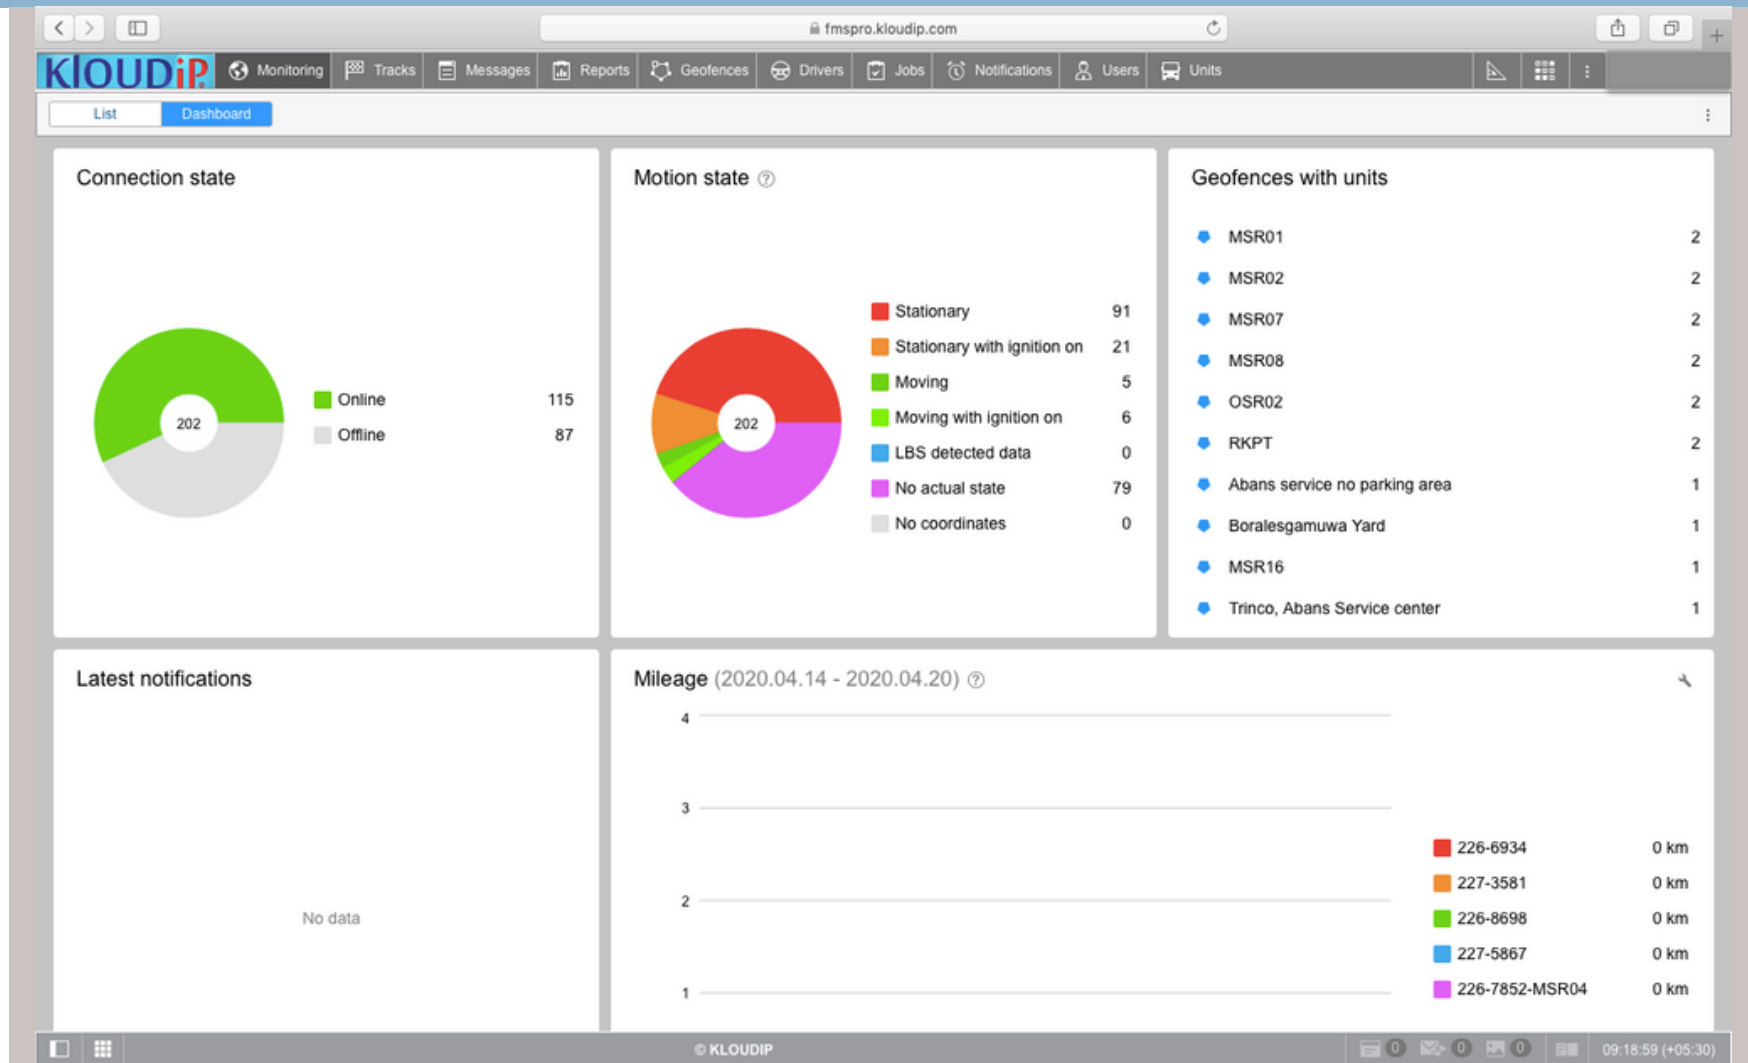 fmspro.kloudip.com
KlOUDiP. Monitoring Tracks Messages Reports Geofences Drivers Jobs Notifications Users Units
List Dashboard
Connection state
202
Online 115
Offline 87
Motion state ?
202
Stationary 91
Stationary with ignition on 21
Moving 5
Moving with ignition on 6
LBS detected data 0
No actual state 79
No coordinates 0
Geofences with units
MSR01 2
MSR02 2
MSR07 2
MSR08 2
OSR02 2
RKPT 2
Abans service no parking area 1
Boralesgamuwa Yard 1
MSR16 1
Trinco, Abans Service center 1
Latest notifications
No data
Mileage (2020.04.14 - 2020.04.20) ?
4
3
2
1
226-6934 0 km
227-3581 0 km
226-8698 0 km
227-5867 0 km
226-7852-MSR04 0 km
© KLOUDIP 0 0 0 09:18:59 (+05:30)